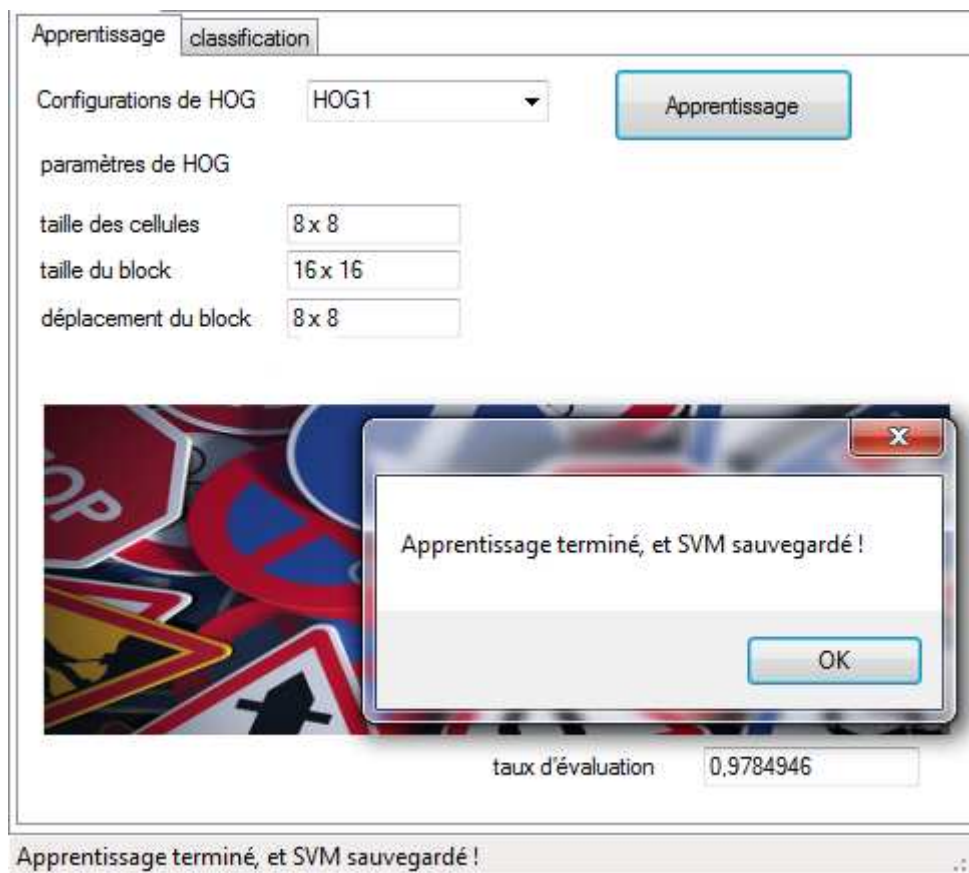 Apprentissage classification
Configurations de HOG HOG1 Apprentissage
paramètres de HOG
taille des cellules 8 x 8
taille du block 16 x 16
déplacement du block 8 x 8
OP
Apprentissage terminé, et SVM sauvegardé !
OK
taux d'évaluation 0,9784946
Apprentissage terminé, et SVM sauvegardé !